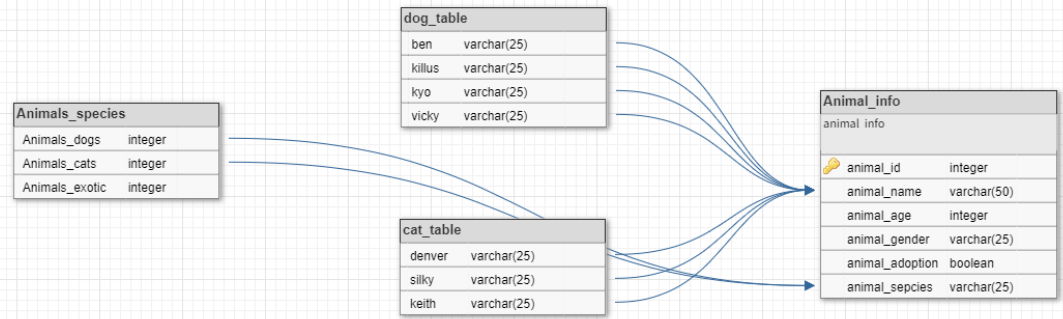 Animals_species
Animals_dogs integer
Animals_cats integer
Animals_exotic integer
dog_table
ben varchar(25)
killus varchar(25)
kyo varchar(25)
vicky varchar(25)
cat_table
denver varchar(25)
silky varchar(25)
keith varchar(25)
Animal_info
animal info
animal_id integer
animal_name varchar(50)
animal_age integer
animal_gender varchar(25)
animal_adoption boolean
animal_sepcies varchar(25)